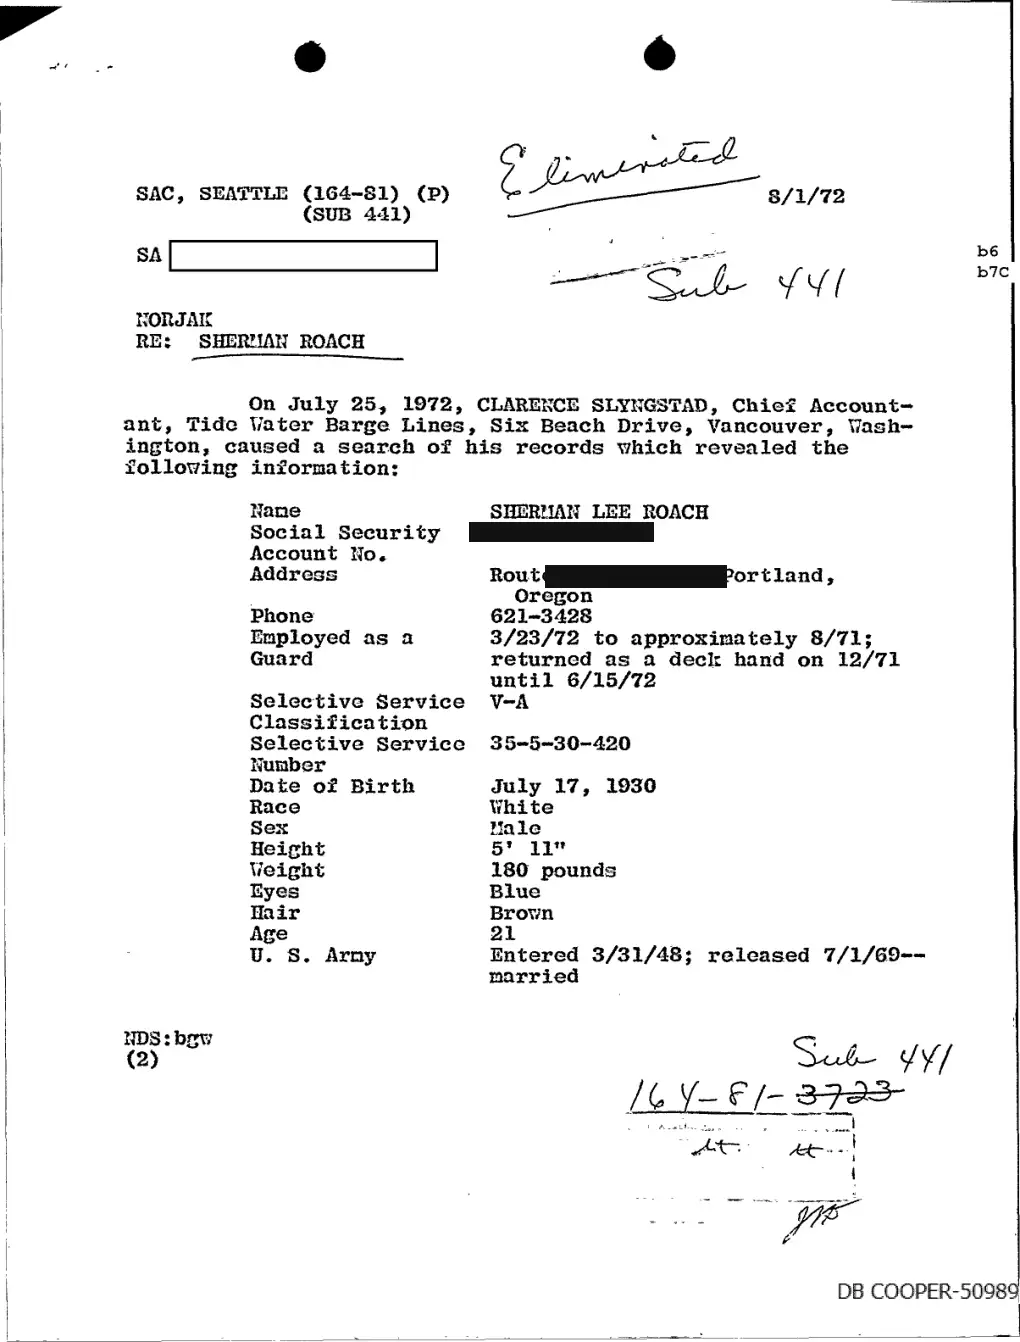 Eliminated
SAC, SEATTLE (164-81) (P)
(SUB 441)
8/1/72
SA
b6
b7C
Sub 441
NORJAK
RE: SHERMAN ROACH
On July 25, 1972, CLARENCE SLYNGSTAD, Chief Account-
ant, Tide Water Barge Lines, Six Beach Drive, Vancouver, Wash-
ington, caused a search of his records which revealed the
following information:
Name SHERMAN LEE ROACH
Social Security
Account No.
Address Route Portland,
Oregon
Phone 621-3428
Employed as a 3/23/72 to approximately 8/71;
Guard returned as a deck hand on 12/71
until 6/15/72
Selective Service V-A
Classification
Selective Service 35-5-30-420
Number
Date of Birth July 17, 1930
Race White
Sex Male
Height 5' 11"
Weight 180 pounds
Eyes Blue
Hair Brown
Age 21
U. S. Army Entered 3/31/48; released 7/1/69--
married
NDS:bgw
(2)
Sub 441
164-81-3723
DB COOPER-50989